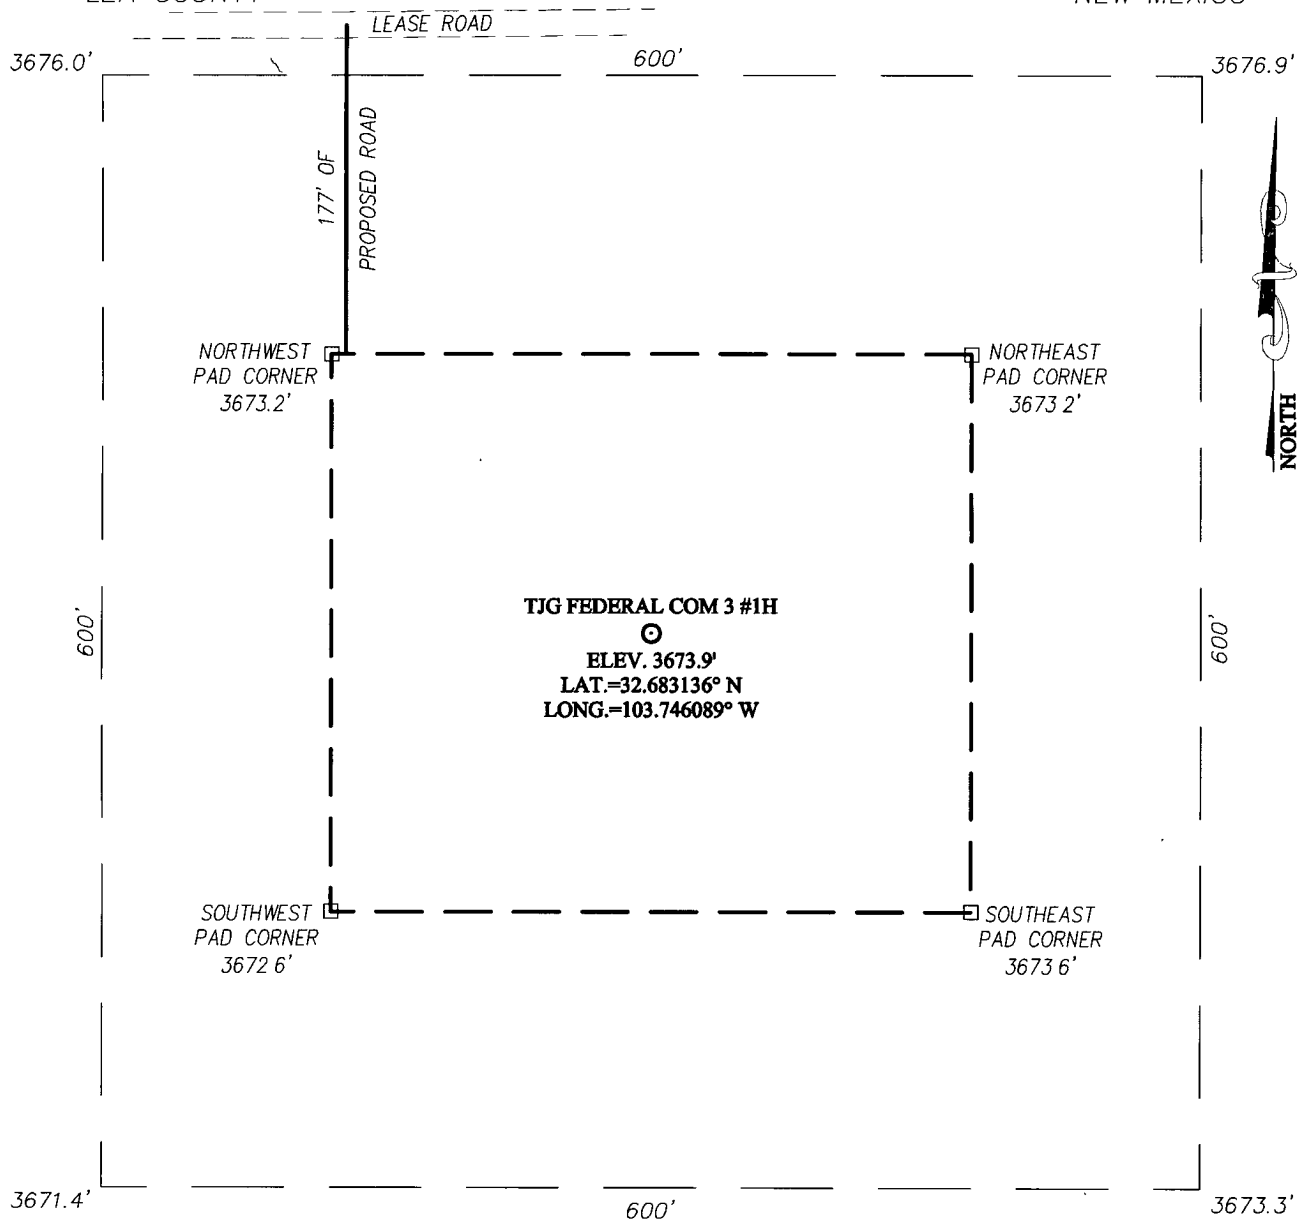 LEASE ROAD
3676.0'
600'
3676.9'
177' OF
PROPOSED ROAD
NORTHWEST
PAD CORNER
3673.2'
NORTHEAST
PAD CORNER
3673 2'
NORTH
TJG FEDERAL COM 3 #1H
ELEV. 3673.9'
LAT.=32.683136° N
LONG.=103.746089° W
600'
600'
SOUTHWEST
PAD CORNER
3672 6'
SOUTHEAST
PAD CORNER
3673 6'
3671.4'
600'
3673.3'